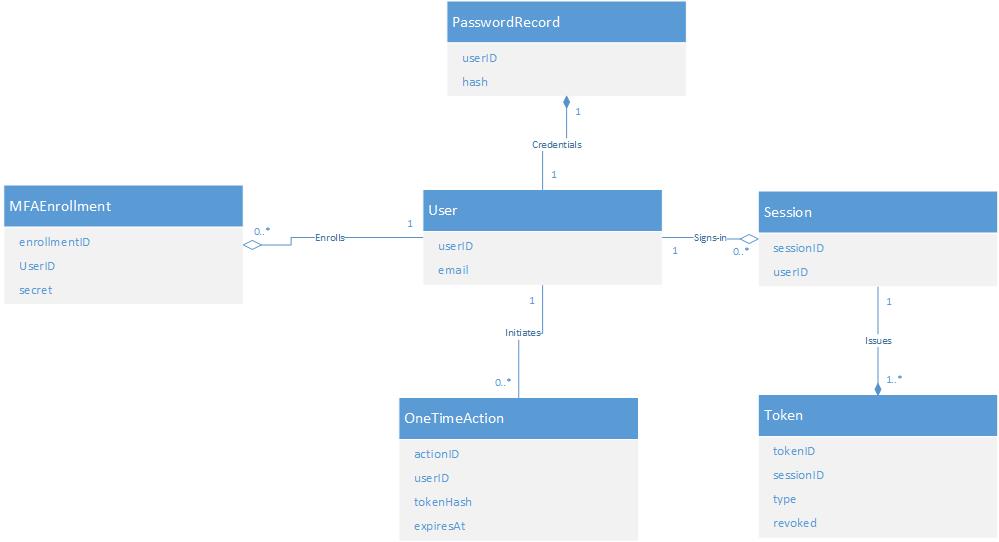 PasswordRecord
userID
hash
1
Credentials
1
MFAEnrollment
enrollmentID
UserID
secret
0..*
Enrolls
1
User
userID
email
1
Signs-in
0..*
Session
sessionID
userID
1
Initiates
0..*
1
Issues
1..*
OneTimeAction
actionID
userID
tokenHash
expiresAt
Token
tokenID
sessionID
type
revoked